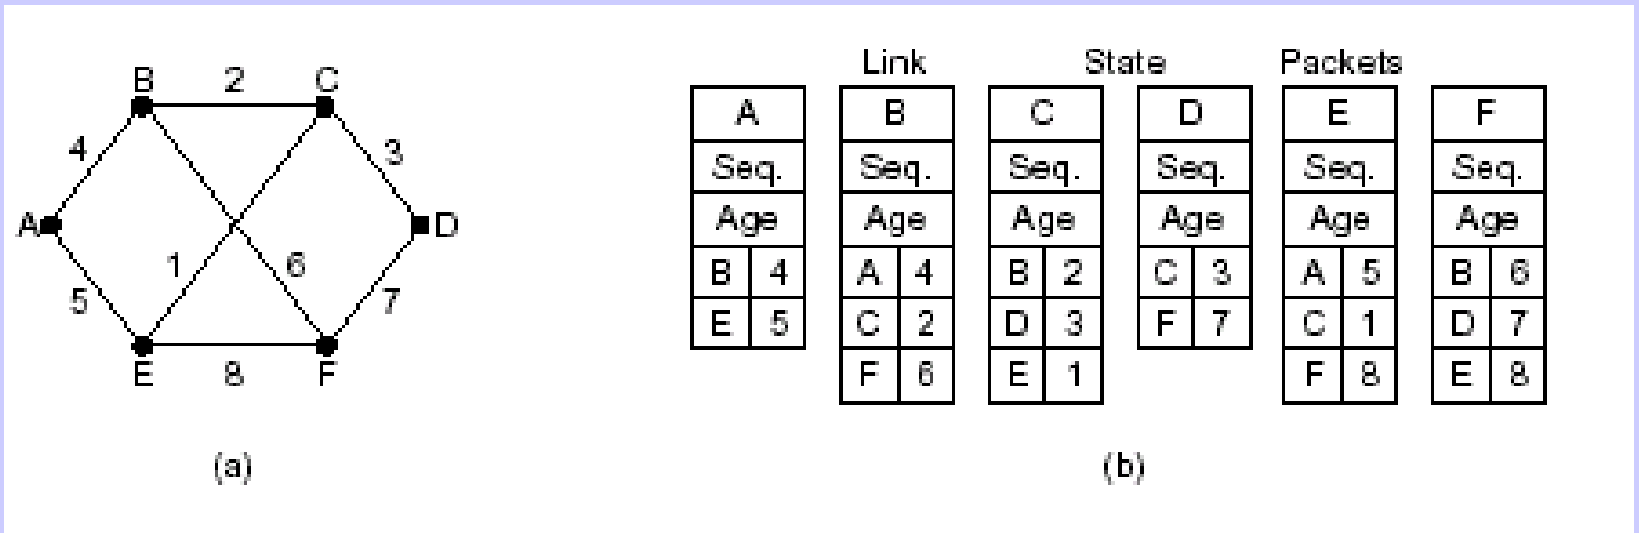 B 2 C
4 3
A D
1 6
5 7
E 8 F
(a)
Link State Packets
A B C D E F
Seq. Seq. Seq. Seq. Seq. Seq.
Age Age Age Age Age Age
B 4 A 4 B 2 C 3 A 5 B 6
E 5 C 2 D 3 F 7 C 1 D 7
F 6 E 1 F 8 E 8
(b)